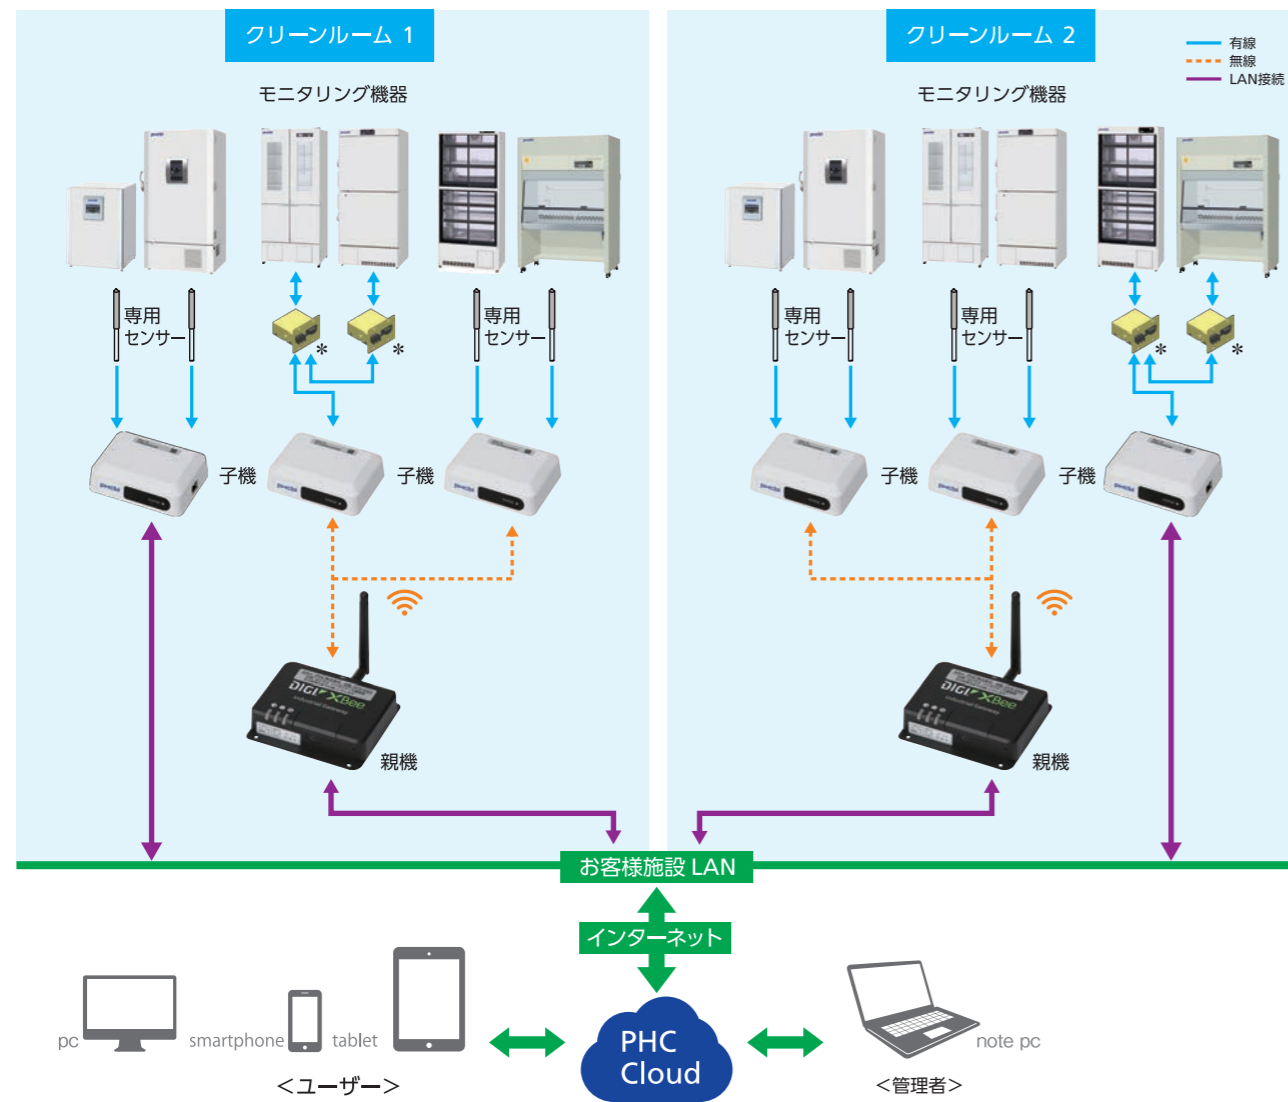 クリーンルーム 1
クリーンルーム 2
有線
無線
LAN接続
モニタリング機器
モニタリング機器
専用
センサー
*
*
専用
センサー
専用
センサー
専用
センサー
*
*
子機
子機
子機
子機
DIGI XBee
Industrial Gateway
親機
DIGI XBee
Industrial Gateway
親機
お客様施設 LAN
インターネット
pc
smartphone
tablet
PHC
Cloud
note pc
＜ユーザー＞
＜管理者＞